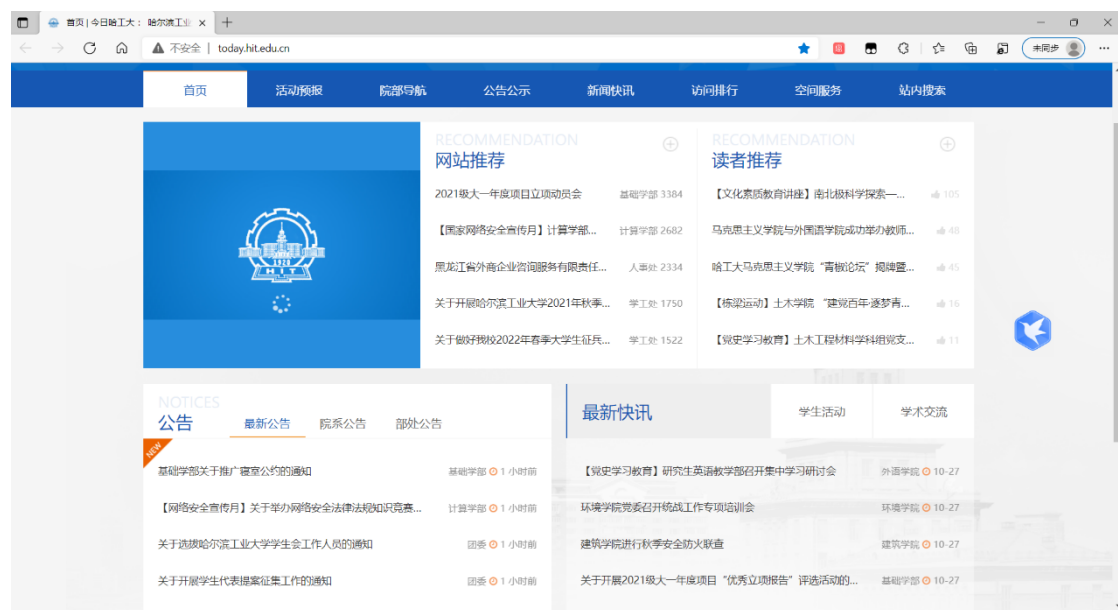 首页 | 今日哈工大： 哈尔滨工业
不安全 | today.hit.edu.cn
未同步
首页 活动预报 院部导航 公告公示 新闻快讯 访问排行 空间服务 站内搜索
RECOMMENDATION
网站推荐
2021级大一年度项目立项动员会 基础学部 3384
【国家网络安全宣传月】计算学部... 计算学部 2682
黑龙江省外商企业咨询服务有限责任... 人事处 2334
关于开展哈尔滨工业大学2021年秋季... 学工处 1750
关于做好我校2022年春季大学生征兵... 学工处 1522
RECOMMENDATION
读者推荐
【文化素质教育讲座】南北极科学探索—... 105
马克思主义学院与外国语学院成功举办教师... 48
哈工大马克思主义学院“青椒论坛”揭牌暨... 45
【栋梁运动】土木学院 “建党百年·逐梦青... 16
【党史学习教育】土木工程材料学科组党支... 11
1920
HIT
NOTICES
公告 最新公告 院系公告 部处公告
NEW
基础学部关于推广寝室公约的通知 基础学部 1 小时前
【网络安全宣传月】关于举办网络安全法律法规知识竞赛... 计算学部 1 小时前
关于选拔哈尔滨工业大学学生会工作人员的通知 团委 1 小时前
关于开展学生代表提案征集工作的通知 团委 1 小时前
最新快讯 学生活动 学术交流
【党史学习教育】研究生英语教学部召开集中学习研讨会 外语学院 10-27
环境学院党委召开统战工作专项培训会 环境学院 10-27
建筑学院进行秋季安全防火联查 建筑学院 10-27
关于开展2021级大一年度项目“优秀立项报告”评选活动的... 基础学部 10-27